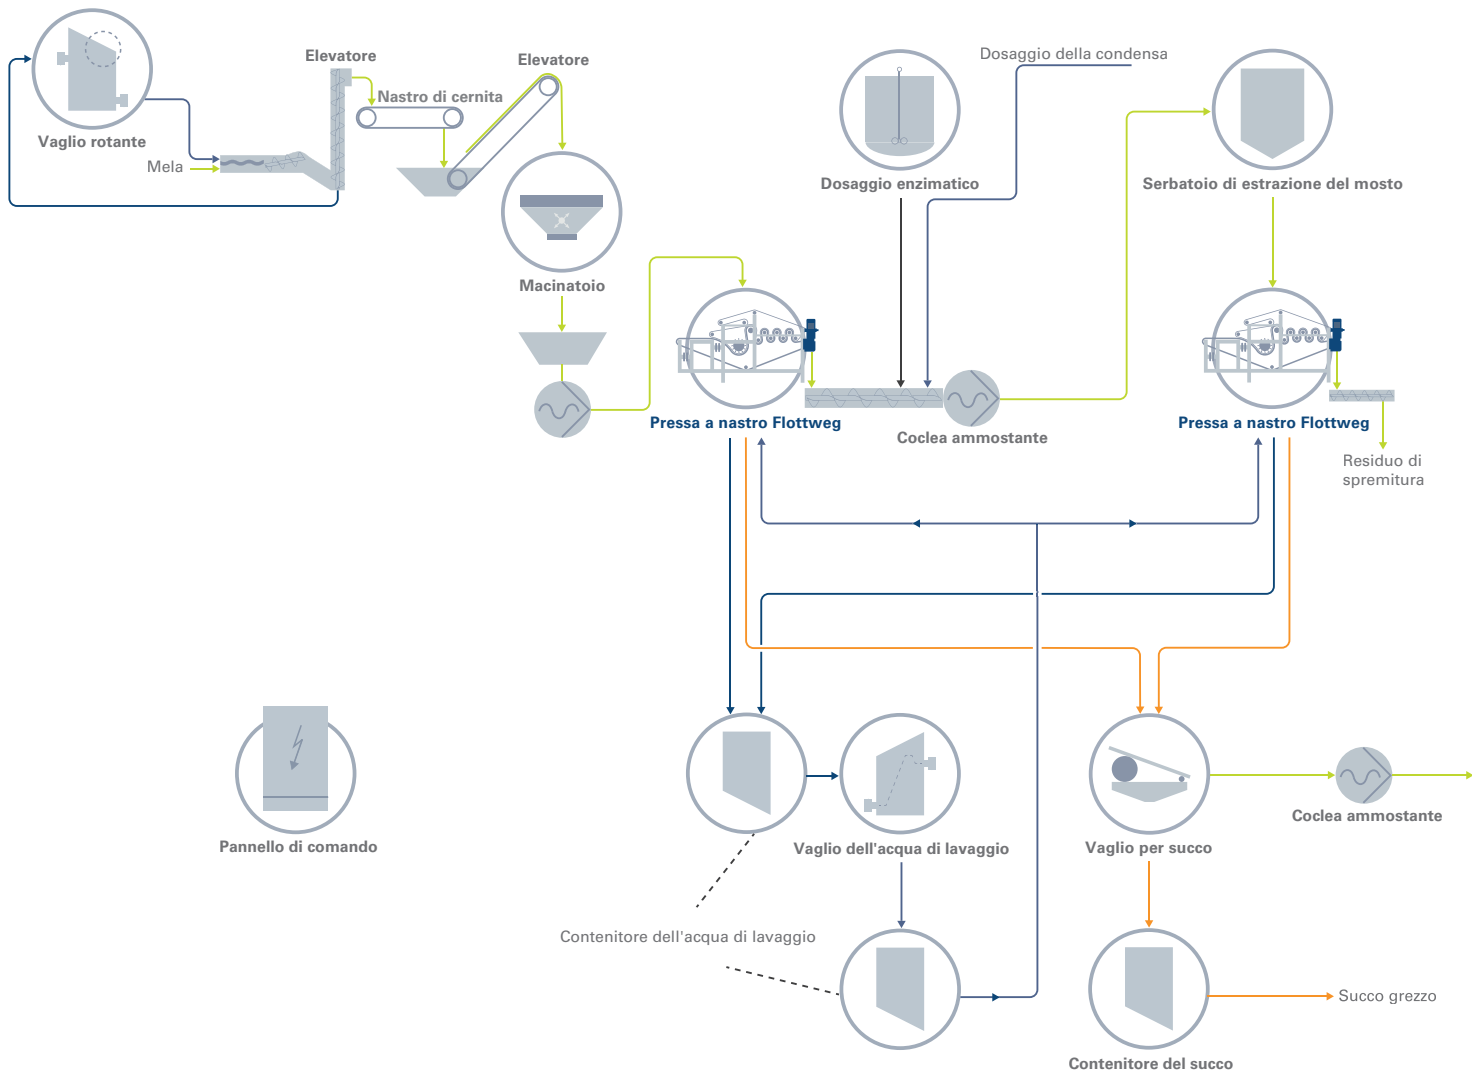 Elevatore
Elevatore
Dosaggio della condensa
Nastro di cernita
Vaglio rotante
Mela
Dosaggio enzimatico
Serbatoio di estrazione del mosto
Macinatoio
Pressa a nastro Flottweg
Coclea ammostante
Pressa a nastro Flottweg
Residuo di
spremitura
Pannello di comando
Vaglio dell'acqua di lavaggio
Vaglio per succo
Coclea ammostante
Contenitore dell'acqua di lavaggio
Succo grezzo
Contenitore del succo